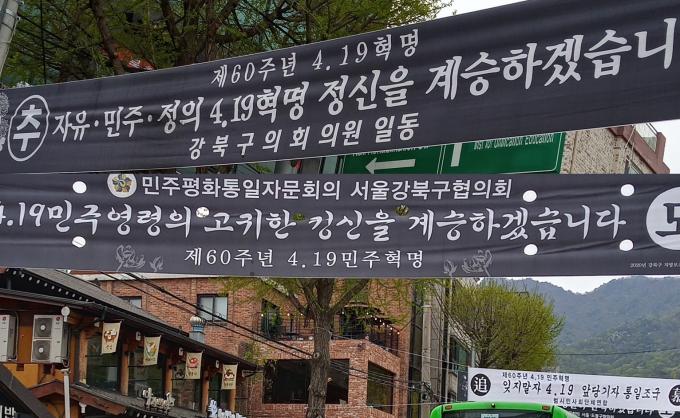 제60주년 4.19혁명
추 자유·민주·정의 4.19혁명 정신을 계승하겠습니
강북구의회의원 일동
for Unification Education
민주평화통일자문회의 서울강북구협의회
4.19민주영령의 고귀한 정신을 계승하겠습니다
제60주년 4.19민주혁명
제60주년 4.19 민주혁명
追 잊지말자 4.19 앞당기자 통일조국 慕